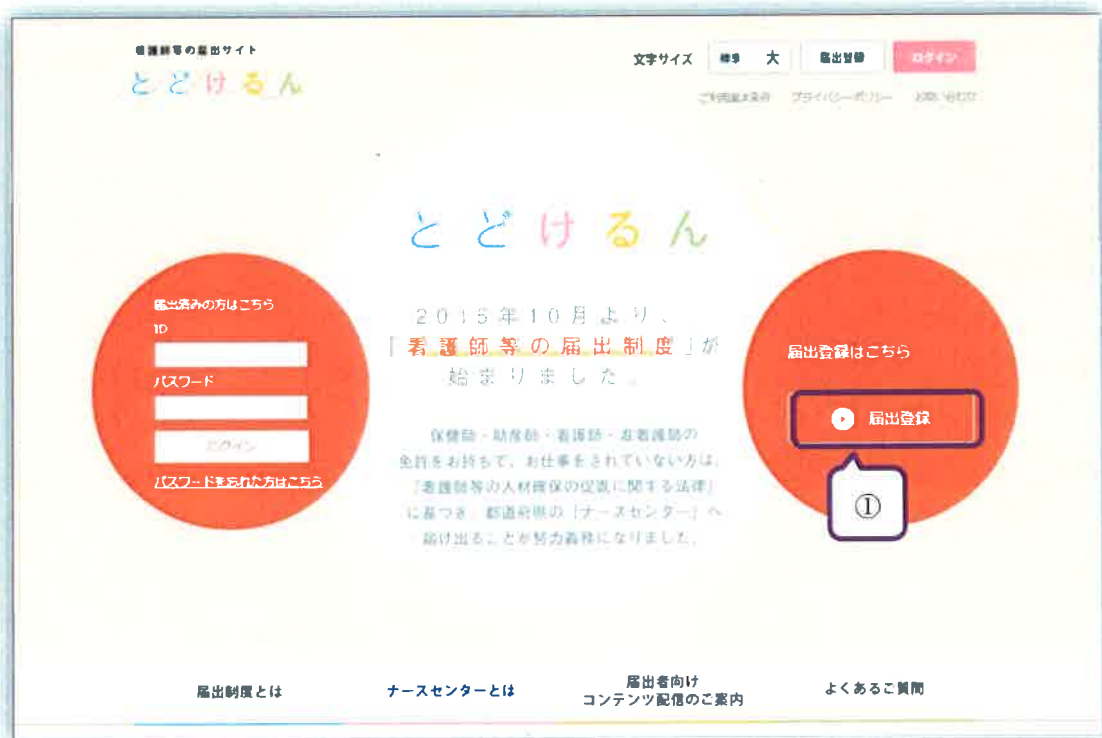 看護師等の届出サイト
とどけるん
文字サイズ 標準 大 届出登録 ログイン
ご利用基本条件 プライバシーポリシー お問い合わせ
とどけるん
2015年10月より、
「看護師等の届出制度」が
始まりました。
保健師・助産師・看護師・准看護師の
免許をお持ちで、お仕事をされていない方は、
「看護師等の人材確保の促進に関する法律」
に基づき、都道府県の「ナースセンター」へ
届け出ることが努力義務になりました。
届出済みの方はこちら
ID
パスワード
ログイン
パスワードを忘れた方はこちら
届出登録はこちら
届出登録
①
届出制度とは
ナースセンターとは
届出者向け
コンテンツ配信のご案内
よくあるご質問